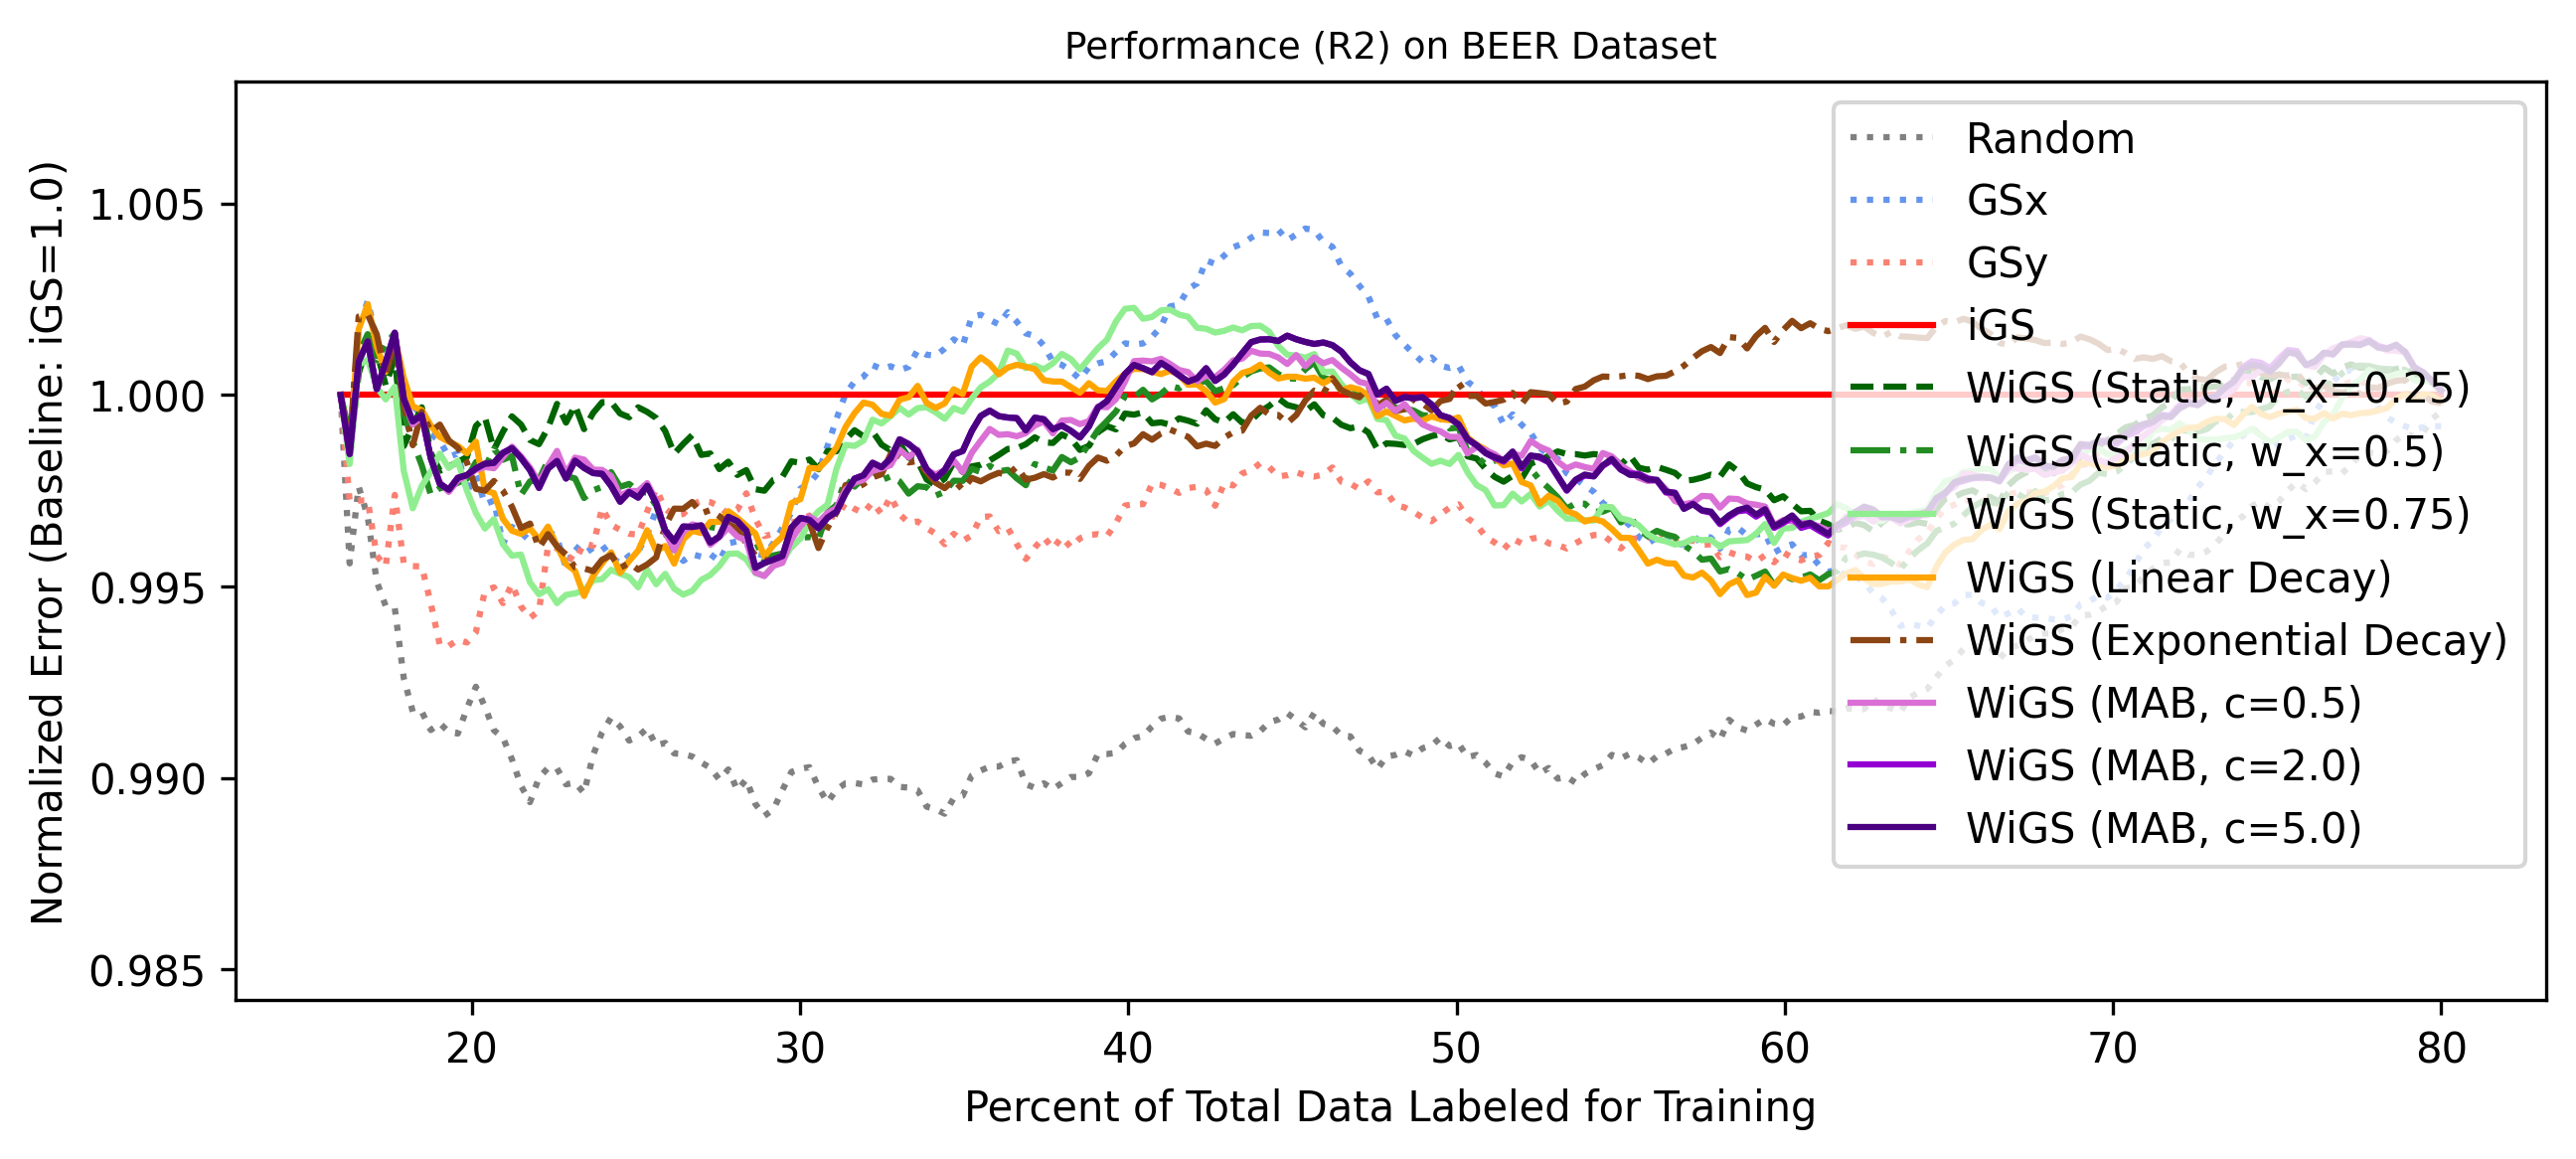 Performance (R2) on BEER Dataset
Normalized Error (Baseline: iGS=1.0)
1.005
1.000
0.995
0.990
0.985
Random
GSx
GSy
iGS
WiGS (Static, w_x=0.25)
WiGS (Static, w_x=0.5)
WiGS (Static, w_x=0.75)
WiGS (Linear Decay)
WiGS (Exponential Decay)
WiGS (MAB, c=0.5)
WiGS (MAB, c=2.0)
WiGS (MAB, c=5.0)
20 30 40 50 60 70 80
Percent of Total Data Labeled for Training